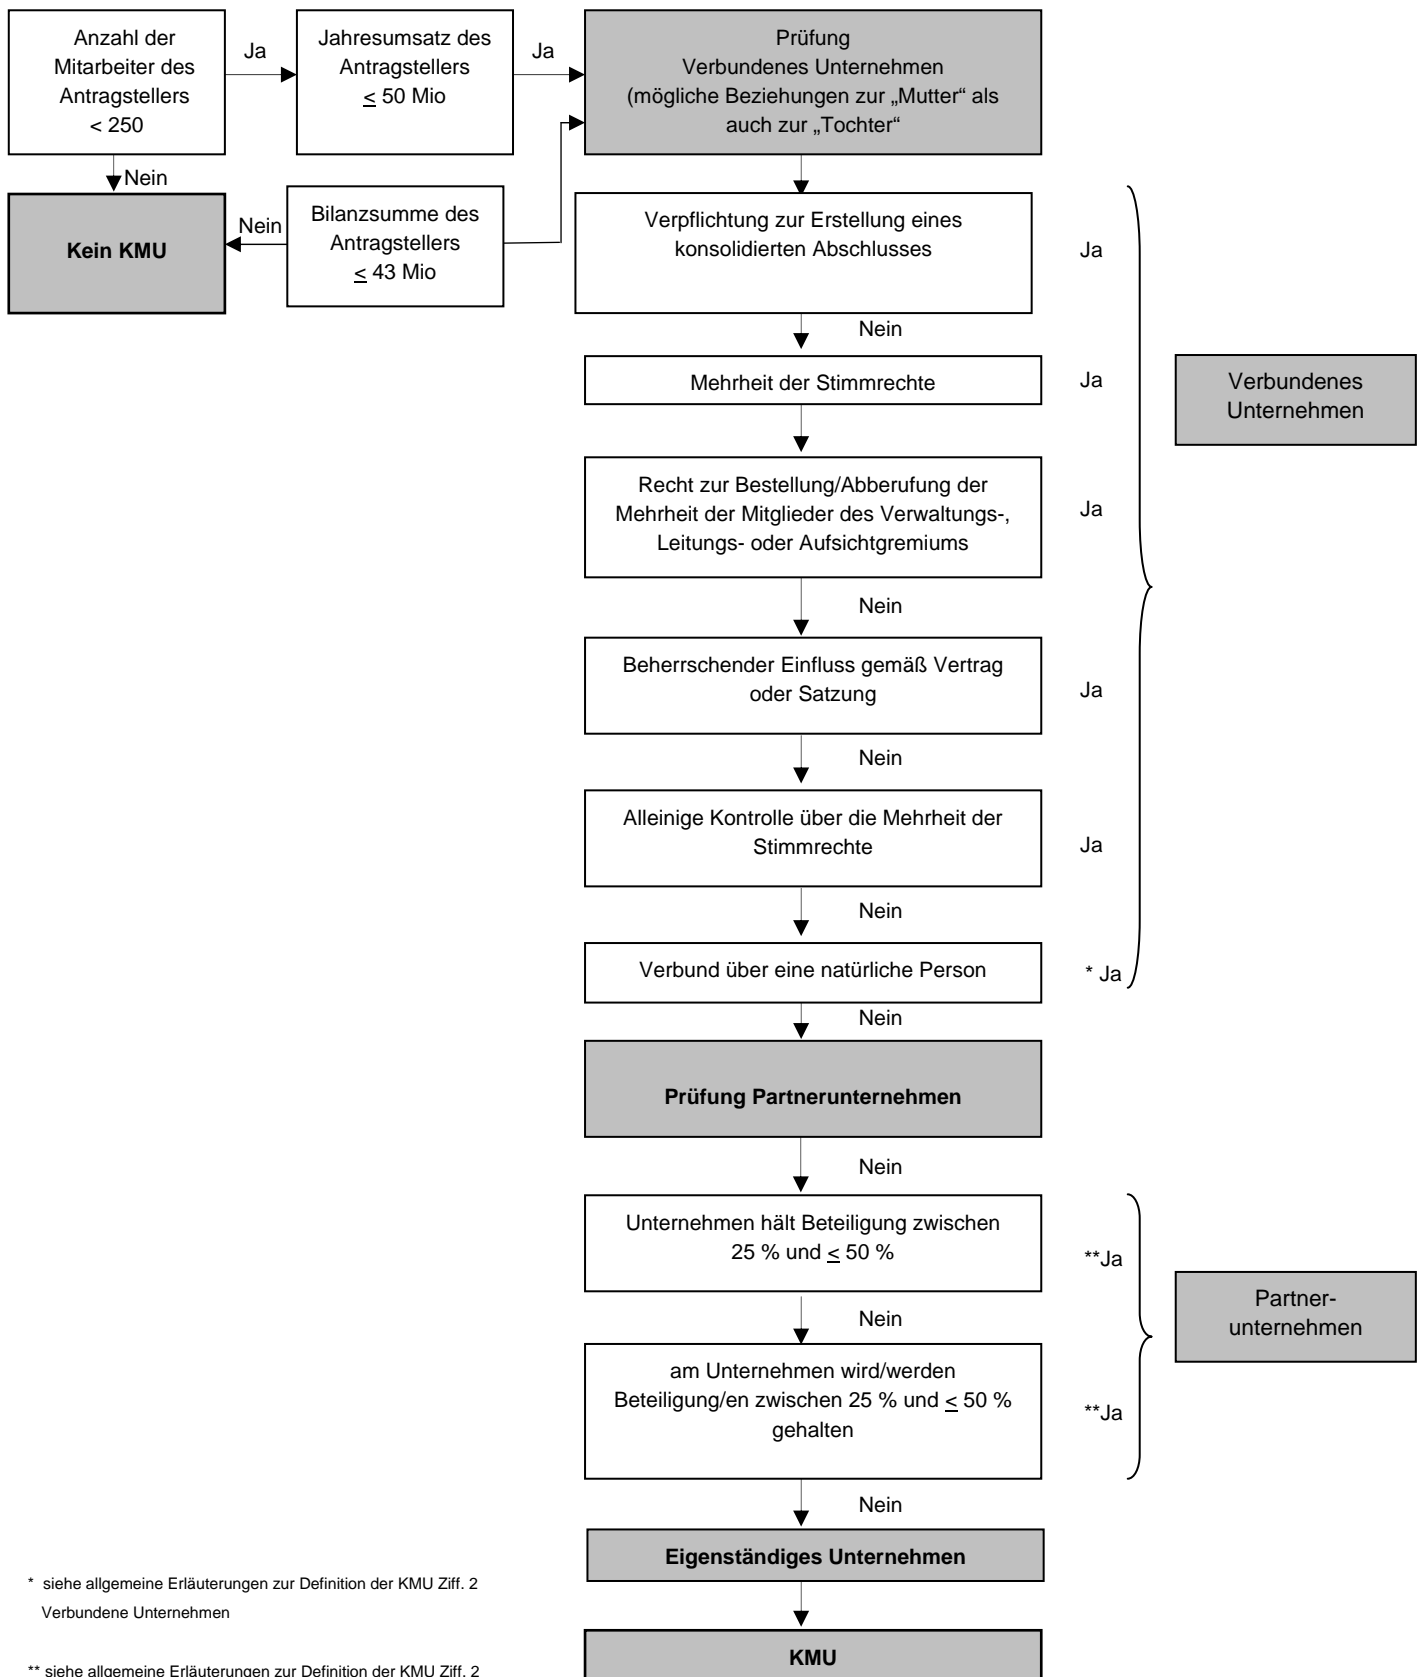 Anzahl der
Mitarbeiter des
Antragstellers
< 250
Ja
Jahresumsatz des
Antragstellers
≤ 50 Mio
Ja
Prüfung
Verbundenes Unternehmen
(mögliche Beziehungen zur „Mutter“ als
auch zur „Tochter“
Nein
Kein KMU
Nein
Bilanzsumme des
Antragstellers
≤ 43 Mio
Verpflichtung zur Erstellung eines
konsolidierten Abschlusses
Ja
Nein
Mehrheit der Stimmrechte
Ja
Verbundenes
Unternehmen
Recht zur Bestellung/Abberufung der
Mehrheit der Mitglieder des Verwaltungs-,
Leitungs- oder Aufsichtgremiums
Ja
Nein
Beherrschender Einfluss gemäß Vertrag
oder Satzung
Ja
Nein
Alleinige Kontrolle über die Mehrheit der
Stimmrechte
Ja
Nein
Verbund über eine natürliche Person
* Ja
Nein
Prüfung Partnerunternehmen
Nein
Unternehmen hält Beteiligung zwischen
25 % und ≤ 50 %
**Ja
Nein
Partner-
unternehmen
am Unternehmen wird/werden
Beteiligung/en zwischen 25 % und ≤ 50 %
gehalten
**Ja
Nein
Eigenständiges Unternehmen
* siehe allgemeine Erläuterungen zur Definition der KMU Ziff. 2
Verbundene Unternehmen
KMU
** siehe allgemeine Erläuterungen zur Definition der KMU Ziff. 2